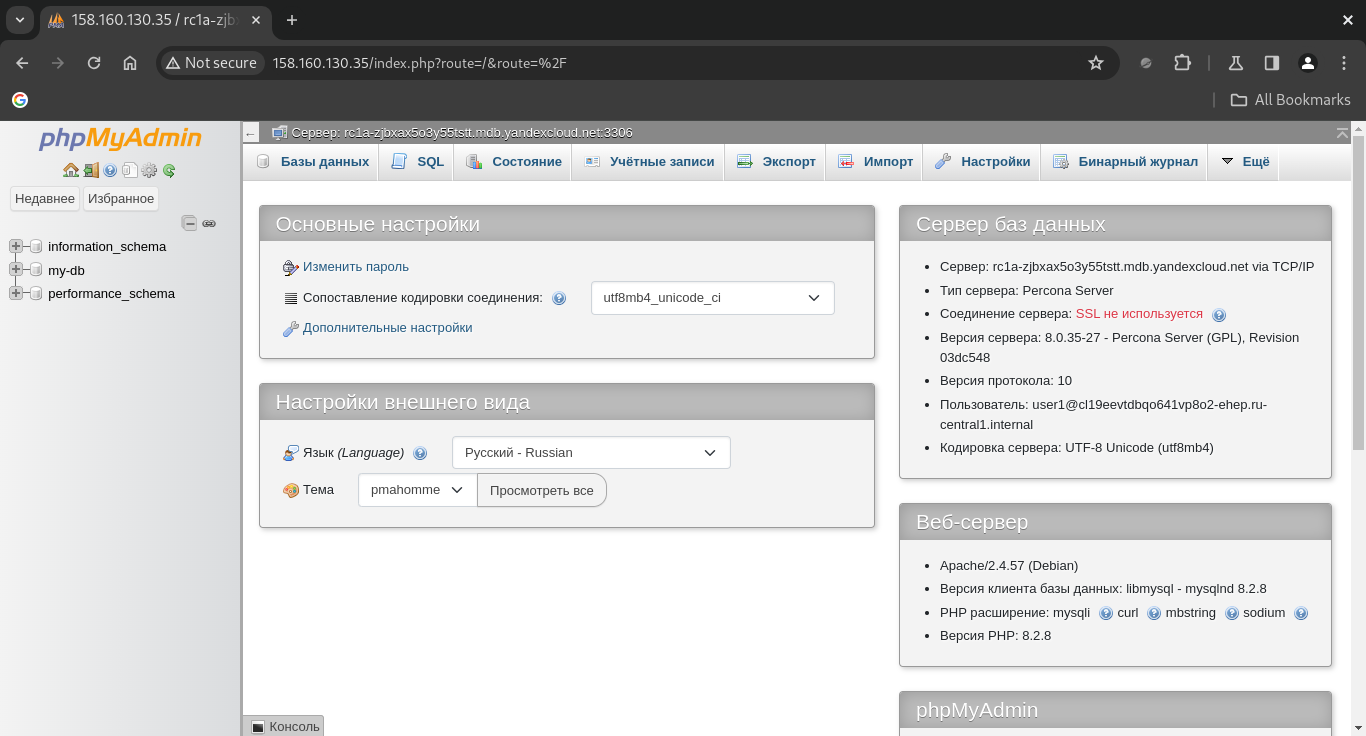 158.160.130.35 / rc1a-zjbx
Not secure
158.160.130.35/index.php?route=/&route=%2F
All Bookmarks
phpMyAdmin
Недавнее
Избранное
information_schema
my-db
performance_schema
Сервер: rc1a-zjbxax5o3y55tstt.mdb.yandexcloud.net:3306
Базы данных
SQL
Состояние
Учётные записи
Экспорт
Импорт
Настройки
Бинарный журнал
Ещё
Основные настройки
Изменить пароль
Сопоставление кодировки соединения:
utf8mb4_unicode_ci
Дополнительные настройки
Настройки внешнего вида
Язык (Language)
Русский - Russian
Тема
pmahomme
Просмотреть все
Консоль
Сервер баз данных
Сервер: rc1a-zjbxax5o3y55tstt.mdb.yandexcloud.net via TCP/IP
Тип сервера: Percona Server
Соединение сервера: SSL не используется
Версия сервера: 8.0.35-27 - Percona Server (GPL), Revision
03dc548
Версия протокола: 10
Пользователь: user1@cl19eevtdbqo641vp8o2-ehep.ru-
central1.internal
Кодировка сервера: UTF-8 Unicode (utf8mb4)
Веб-сервер
Apache/2.4.57 (Debian)
Версия клиента базы данных: libmysql - mysqlnd 8.2.8
PHP расширение: mysqli curl mbstring sodium
Версия PHP: 8.2.8
phpMyAdmin